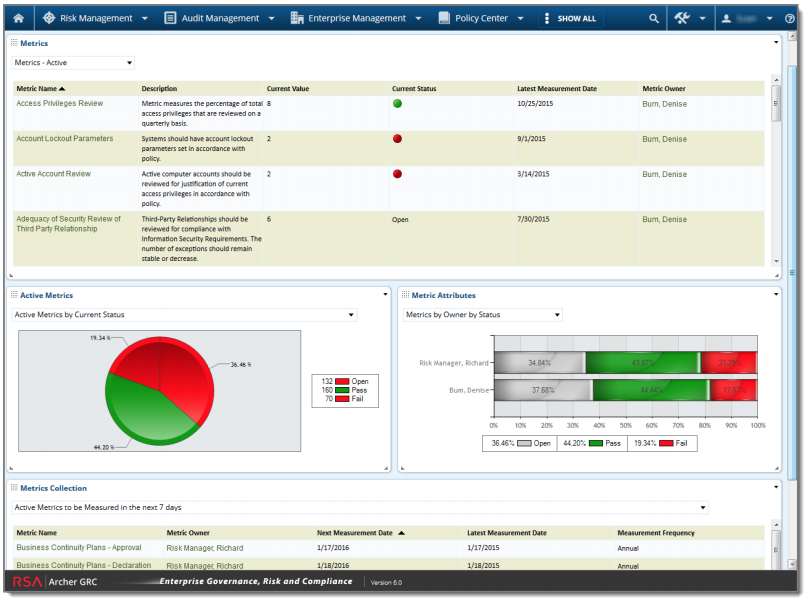 Risk Management Audit Management Enterprise Management Policy Center SHOW ALL
Metrics
Metrics - Active
Metric Name Description Current Value Current Status Latest Measurement Date Metric Owner
Access Privileges Review Metric measures the percentage of total 8 10/25/2015 Bum, Denise
access privileges that are reviewed on a
quarterly basis.
Account Lockout Parameters Systems should have account lockout 2 9/1/2015 Bum, Denise
parameters set in accordance with
policy.
Active Account Review Active computer accounts should be 2 3/14/2015 Bum, Denise
reviewed for justification of current
access privileges in accordance with
policy.
Adequacy of Security Review of Third-Party Relationships should be 6 Open 7/30/2015 Bum, Denise
Third Party Relationship reviewed for compliance with
Information Security Requirements. The
number of exceptions should remain
stable or decrease.
Active Metrics
Active Metrics by Current Status
19.34 %
36.46 %
44.20 %
132 Open
160 Pass
70 Fail
Metric Attributes
Metrics by Owner by Status
Risk Manager, Richard 34.84%
Bum, Denise 37.68% 44.44%
0% 10% 20% 30% 40% 50% 60% 70% 80% 90% 100%
36.46% Open 44.20% Pass 19.34% Fail
Metrics Collection
Active Metrics to be Measured in the next 7 days
Metric Name Metric Owner Next Measurement Date Latest Measurement Date Measurement Frequency
Business Continuity Plans - Approval Risk Manager, Richard 1/17/2016 1/17/2015 Annual
Business Continuity Plans - Declaration Risk Manager, Richard 1/18/2016 1/18/2015 Annual
RSA Archer GRC Enterprise Governance, Risk and Compliance Version 6.0